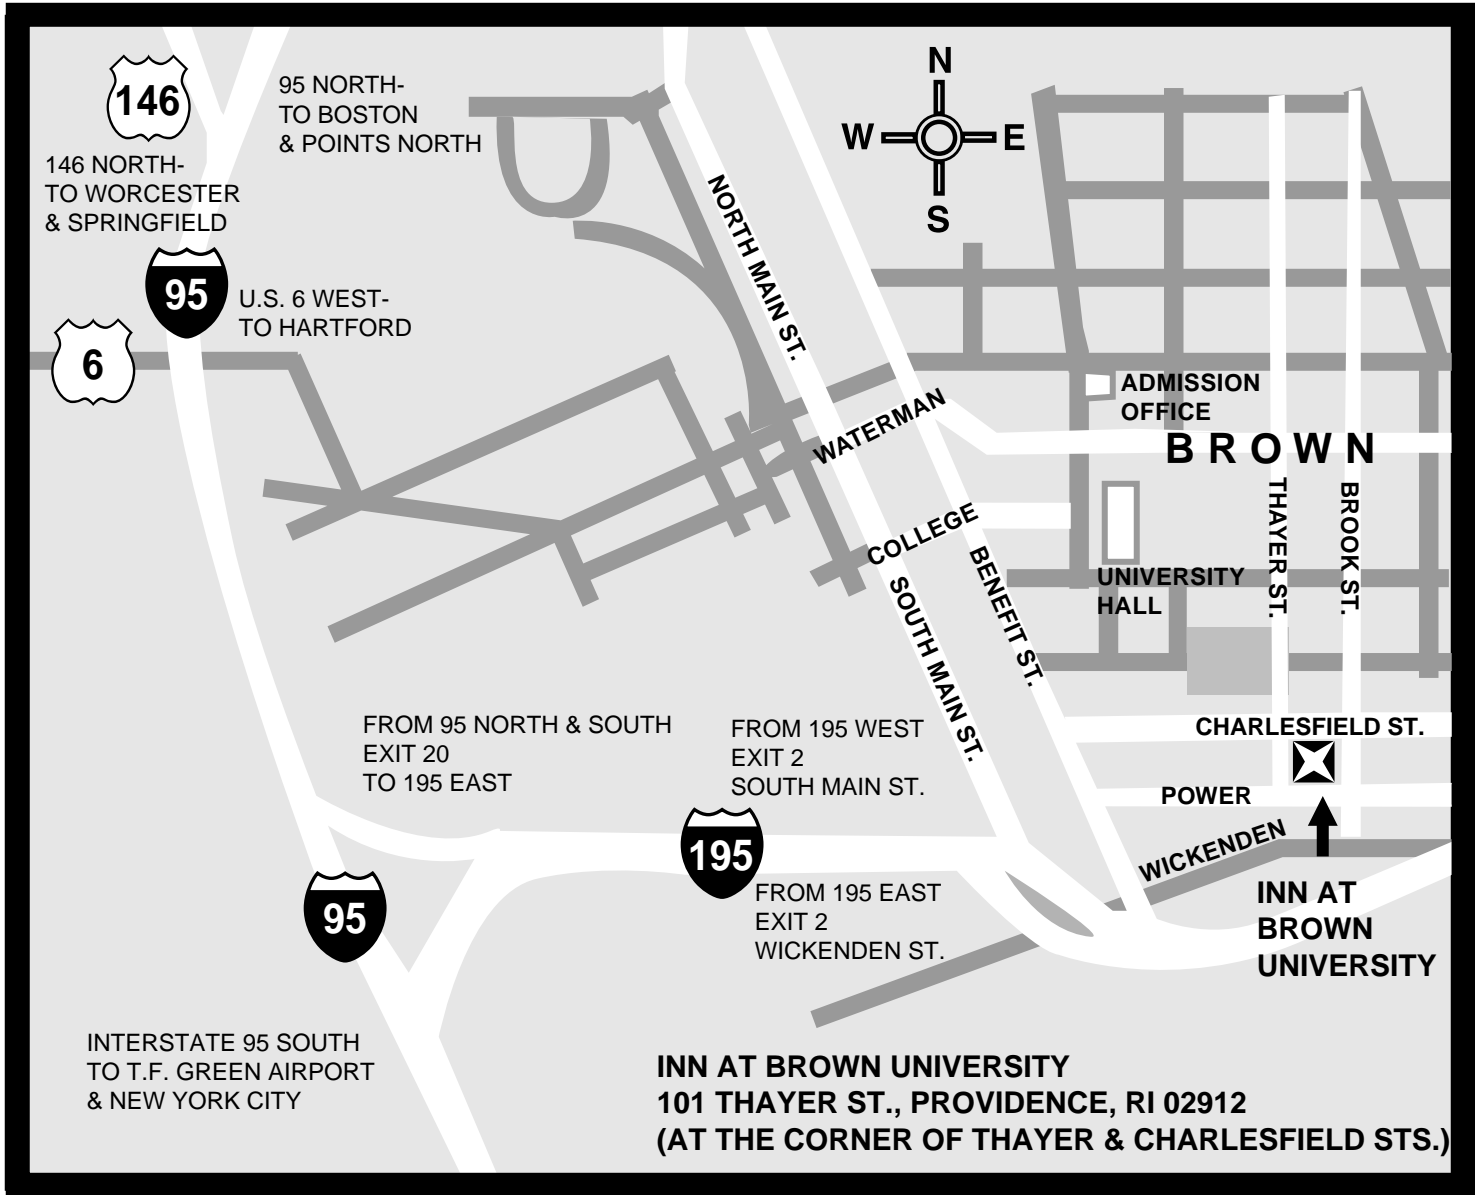 146
95 NORTH-
TO BOSTON
& POINTS NORTH
146 NORTH-
TO WORCESTER
& SPRINGFIELD
N
W
E
S
95
U.S. 6 WEST-
TO HARTFORD
6
NORTH MAIN ST.
ADMISSION
OFFICE
WATERMAN
BROWN
COLLEGE
THAYER ST.
BROOK ST.
UNIVERSITY
HALL
SOUTH MAIN ST.
BENEFIT ST.
FROM 95 NORTH & SOUTH
EXIT 20
TO 195 EAST
FROM 195 WEST
EXIT 2
SOUTH MAIN ST.
CHARLESFIELD ST.
POWER
WICKENDEN
195
95
FROM 195 EAST
EXIT 2
WICKENDEN ST.
INN AT
BROWN
UNIVERSITY
INTERSTATE 95 SOUTH
TO T.F. GREEN AIRPORT
& NEW YORK CITY
INN AT BROWN UNIVERSITY
101 THAYER ST., PROVIDENCE, RI 02912
(AT THE CORNER OF THAYER & CHARLESFIELD STS.)